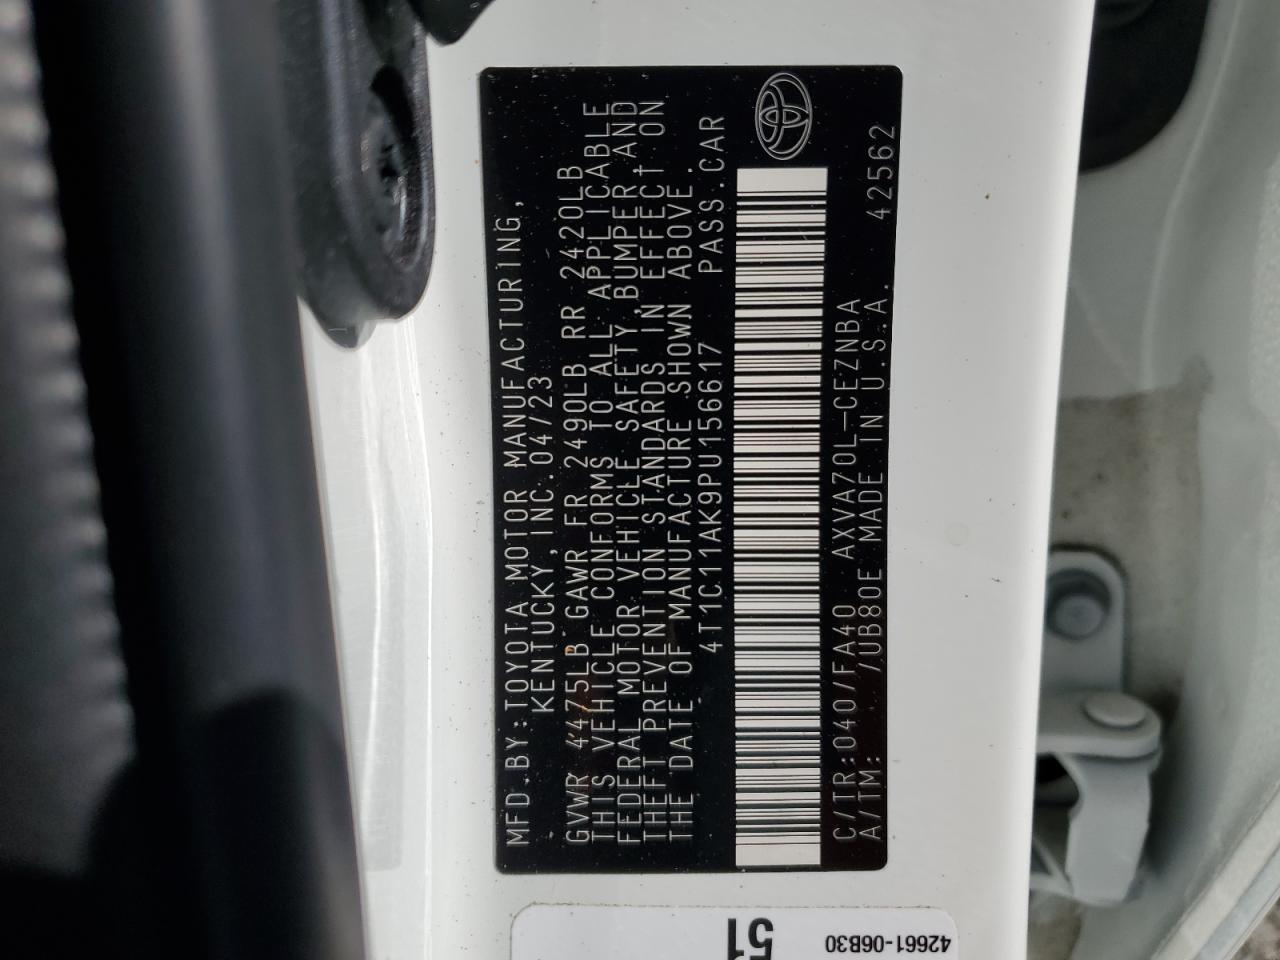 MFD.BY:TOYOTA MOTOR MANUFACTURING,
KENTUCKY,INC.04/23
GVWR 4475LB GAWR FR 2490LB RR 2420LB
THIS VEHICLE CONFORMS TO ALL APPLICABLE
FEDERAL MOTOR VEHICLE SAFETY,BUMPER,AND
THEFT PREVENTION STANDARDS IN EFFECT ON
THE DATE OF MANUFACTURE SHOWN ABOVE.
4T1C11AK9PU156617 PASS.CAR
C/TR:040/FA40 AXVA70L-CEZNBA
A/TM: /UB80E MADE IN U.S.A. 42562
42661-06B30
51